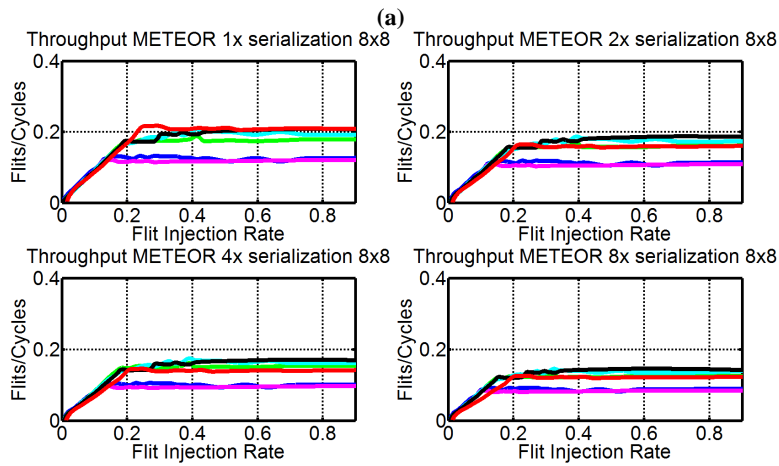 (a)
Throughput METEOR 1x serialization 8x8
Flits/Cycles
0.4
0.2
0
0 0.2 0.4 0.6 0.8
Flit Injection Rate
Throughput METEOR 2x serialization 8x8
Flits/Cycles
0.4
0.2
0
0 0.2 0.4 0.6 0.8
Flit Injection Rate
Throughput METEOR 4x serialization 8x8
Flits/Cycles
0.4
0.2
0
0 0.2 0.4 0.6 0.8
Flit Injection Rate
Throughput METEOR 8x serialization 8x8
Flits/Cycles
0.4
0.2
0
0 0.2 0.4 0.6 0.8
Flit Injection Rate